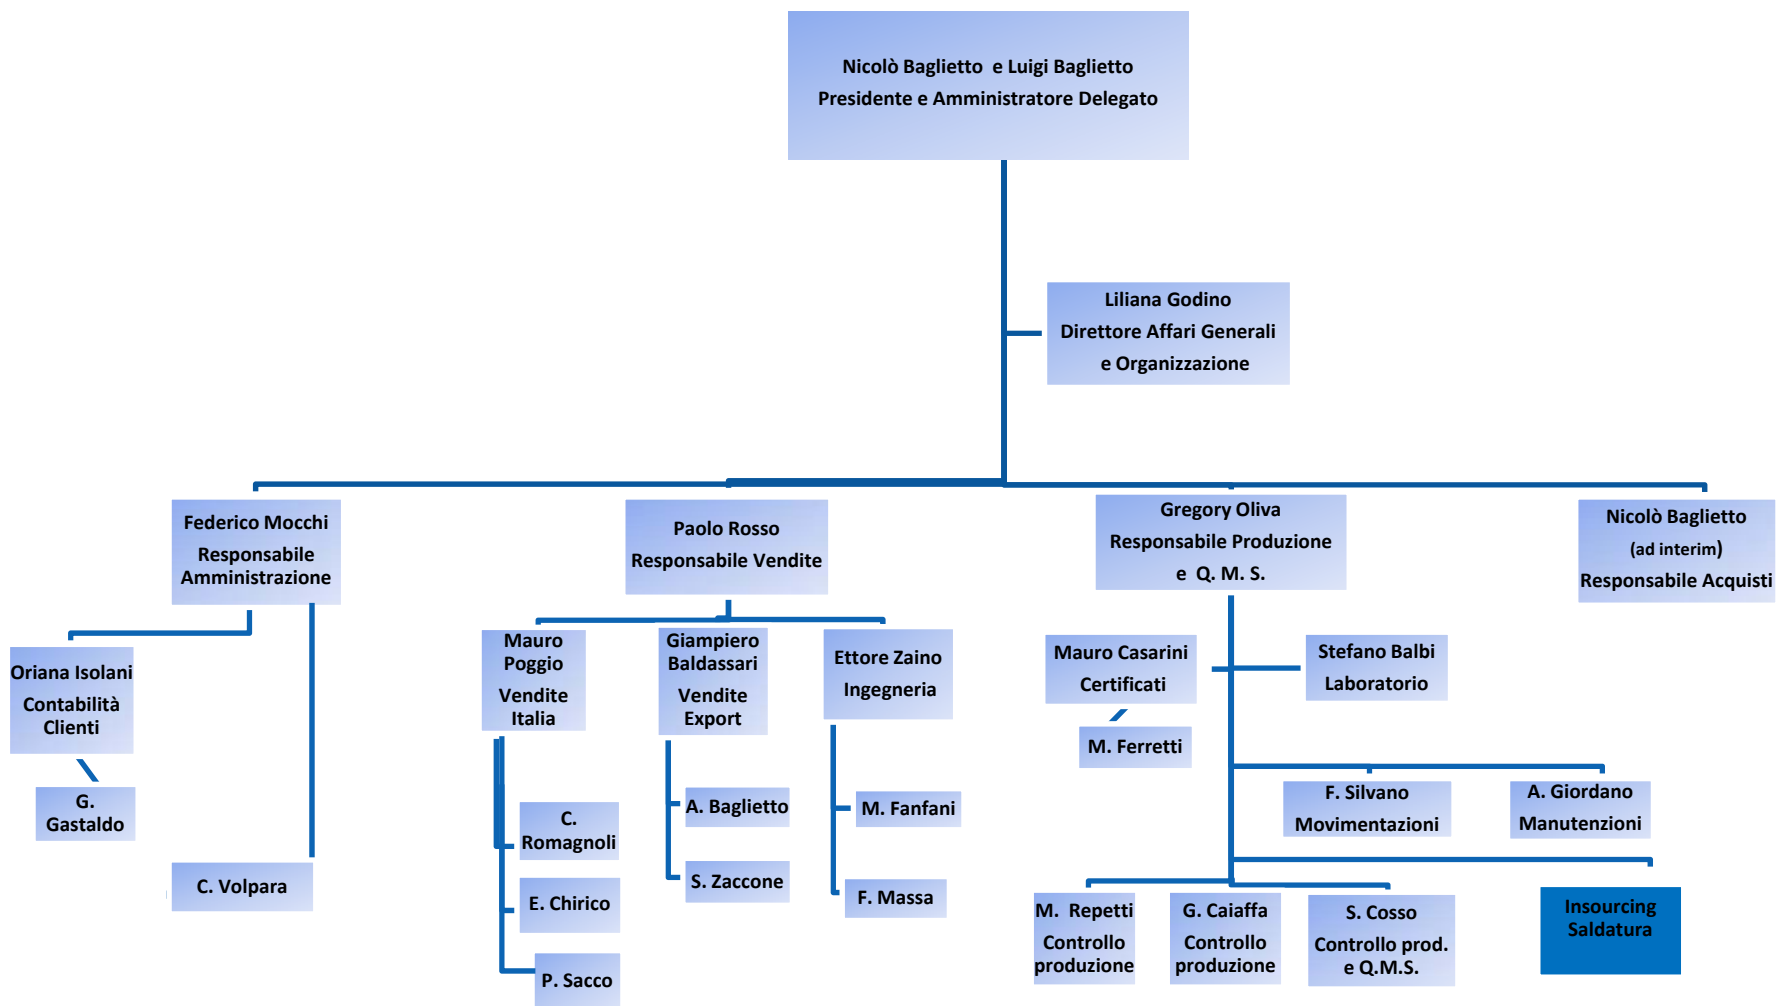 Nicolò Baglietto e Luigi Baglietto
Presidente e Amministratore Delegato
Liliana Godino
Direttore Affari Generali
e Organizzazione
Federico Mocchi
Responsabile
Amministrazione
Paolo Rosso
Responsabile Vendite
Gregory Oliva
Responsabile Produzione
e Q. M. S.
Nicolò Baglietto
(ad interim)
Responsabile Acquisti
Oriana Isolani
Contabilità
Clienti
G.
Gastaldo
C. Volpara
Mauro
Poggio
Vendite
Italia
C.
Romagnoli
E. Chirico
P. Sacco
Giampiero
Baldassari
Vendite
Export
A. Baglietto
S. Zaccone
Ettore Zaino
Ingegneria
M. Fanfani
F. Massa
Mauro Casarini
Certificati
M. Ferretti
Stefano Balbi
Laboratorio
F. Silvano
Movimentazioni
A. Giordano
Manutenzioni
M. Repetti
Controllo
produzione
G. Caiaffa
Controllo
produzione
S. Cosso
Controllo prod.
e Q.M.S.
Insourcing
Saldatura